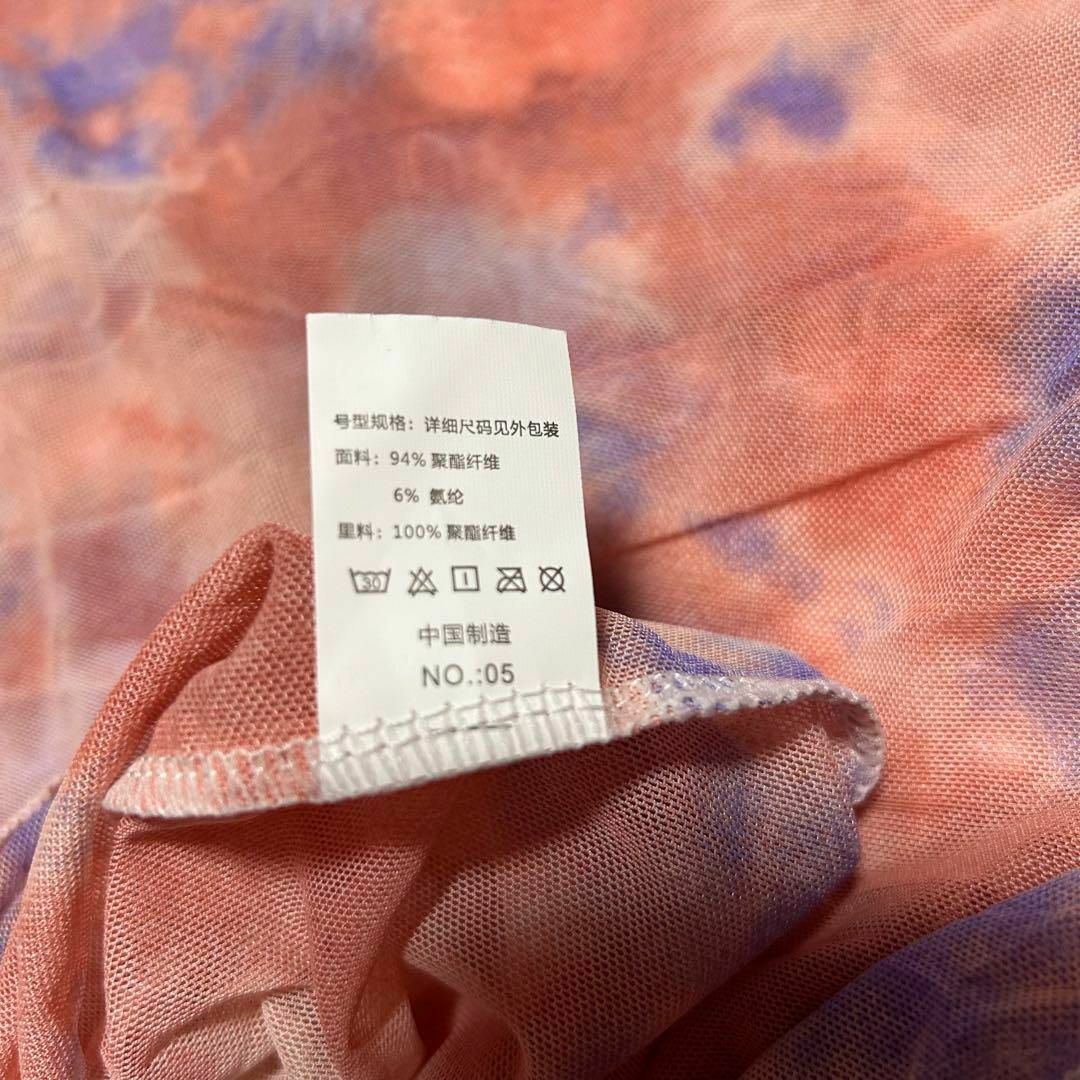 号型规格：详细尺码见外包装
面料：94% 聚酯纤维
6% 氨纶
里料：100% 聚酯纤维
30
中国制造
NO.:05